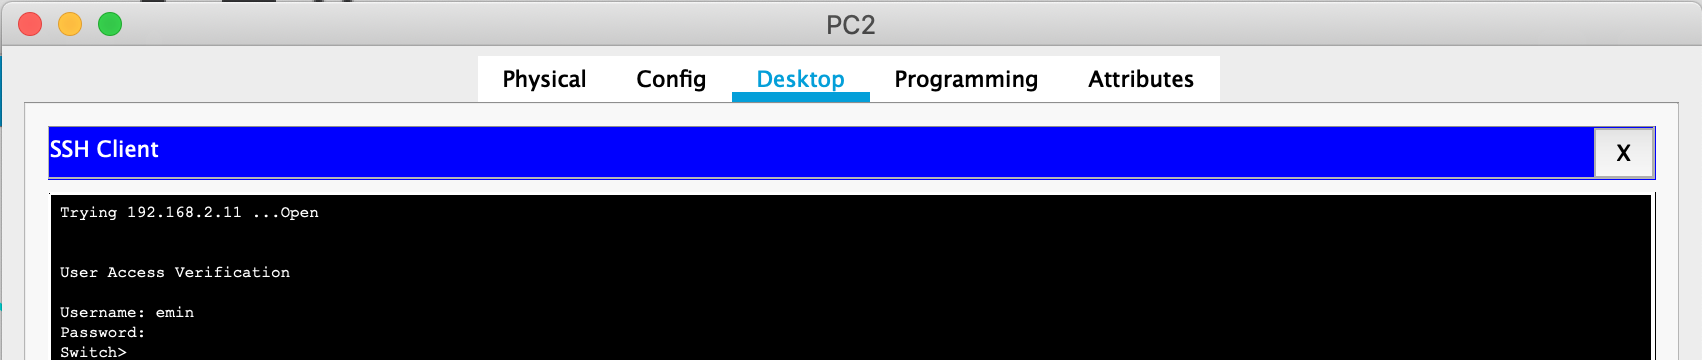 PC2
Physical Config Desktop Programming Attributes
SSH Client X
Trying 192.168.2.11 ...Open
User Access Verification
Username: emin
Password:
Switch>